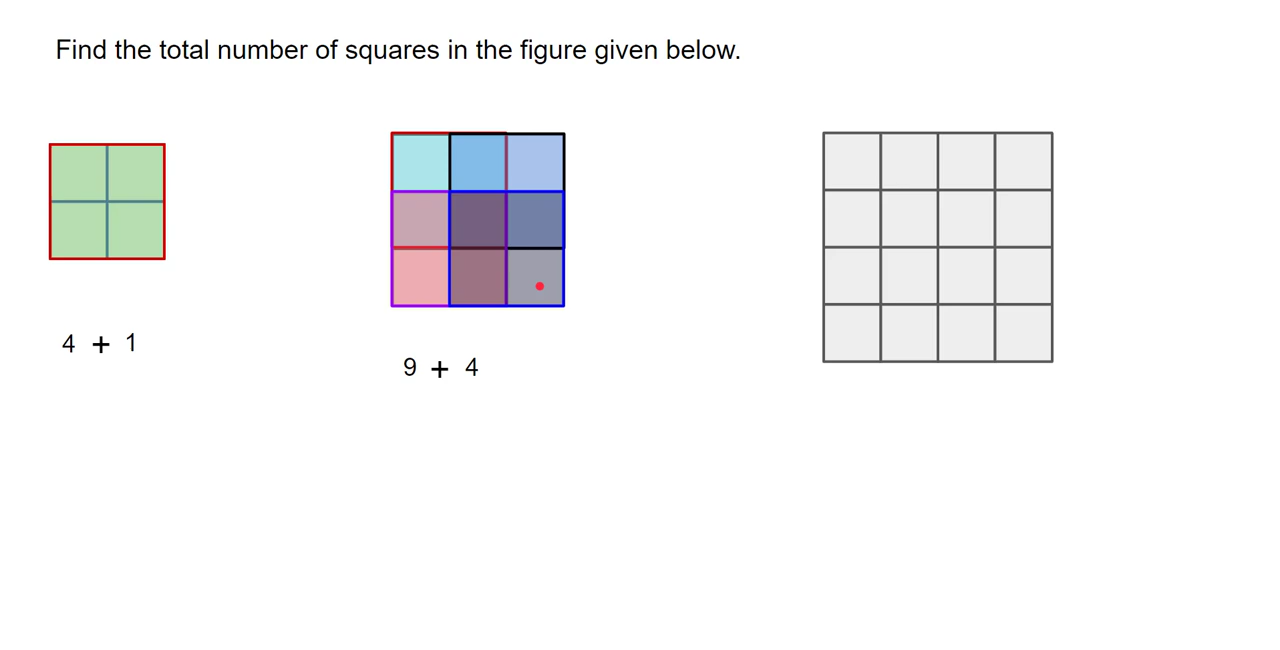 Find the total number of squares in the figure given below.
4 + 1
9 + 4